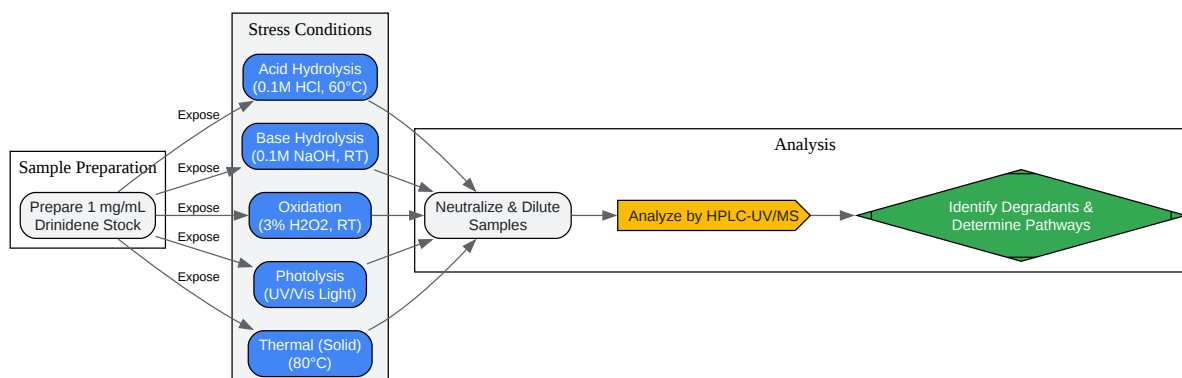 Sample Preparation
Prepare 1 mg/mL
Drinidene Stock
Expose
Expose
Expose
Expose
Expose
Stress Conditions
Acid Hydrolysis
(0.1M HCl, 60°C)
Base Hydrolysis
(0.1M NaOH, RT)
Oxidation
(3% H2O2, RT)
Photolysis
(UV/Vis Light)
Thermal (Solid)
(80°C)
Analysis
Neutralize & Dilute
Samples
Analyze by HPLC-UV/MS
Identify Degradants &
Determine Pathways